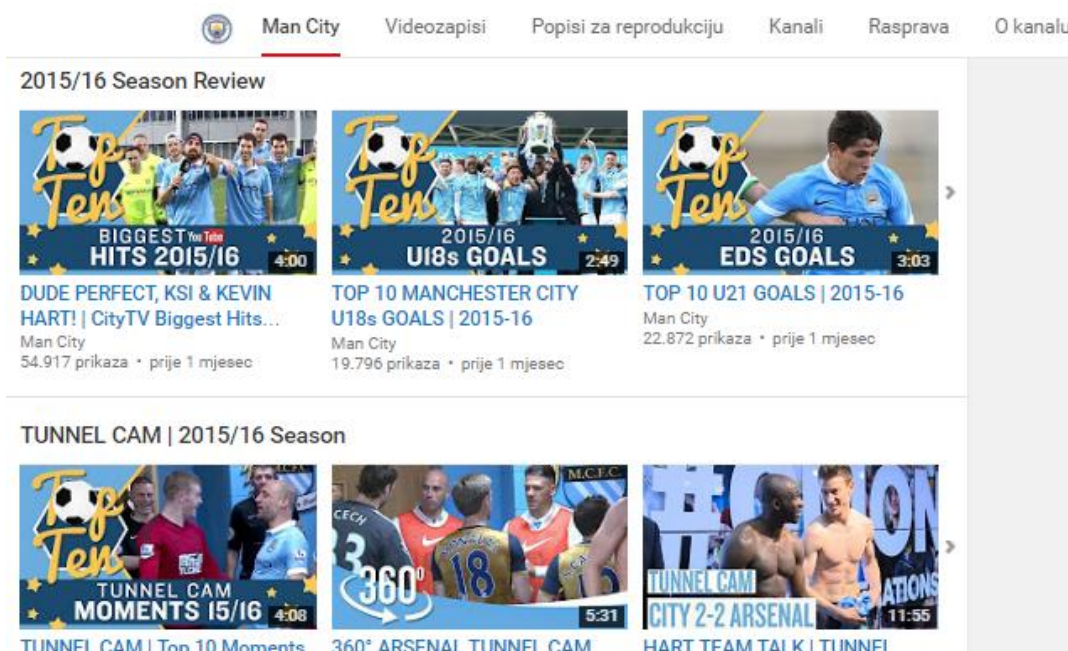 Man City Videozapisi Popisi za reprodukciju Kanali Rasprava O kanalu
2015/16 Season Review
Top
Ten
BIGGEST You Tube
HITS 2015/16
4:00
Top
Ten
2015/16
U18s GOALS
2:49
Top
Ten
2015/16
EDS GOALS
3:03
DUDE PERFECT, KSI & KEVIN
HART! | CityTV Biggest Hits...
Man City
54.917 prikaza • prije 1 mjesec
TOP 10 MANCHESTER CITY
U18s GOALS | 2015-16
Man City
19.796 prikaza • prije 1 mjesec
TOP 10 U21 GOALS | 2015-16
Man City
22.872 prikaza • prije 1 mjesec
TUNNEL CAM | 2015/16 Season
Top
Ten
TUNNEL CAM
MOMENTS 15/16
4:08
M.C.F.C.
CECH
33
18
360°
5:31
TUNNEL CAM
CITY 2-2 ARSENAL
11:55
TUNNEL CAM | Top 10 Moments
360° ARSENAL TUNNEL CAM
HART TEAM TALK | TUNNEL